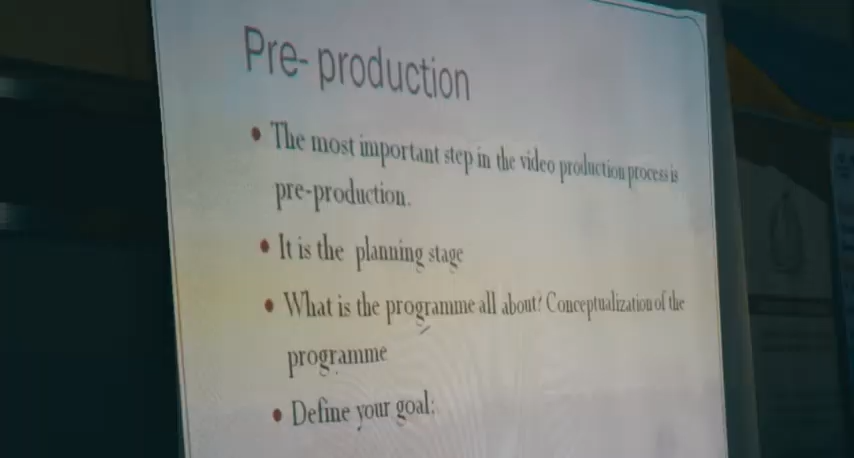 Pre- production
• The most important step in the video production process is
pre-production.
• It is the planning stage
• What is the programme all about? Conceptualization of the
programme
• Define your goal: